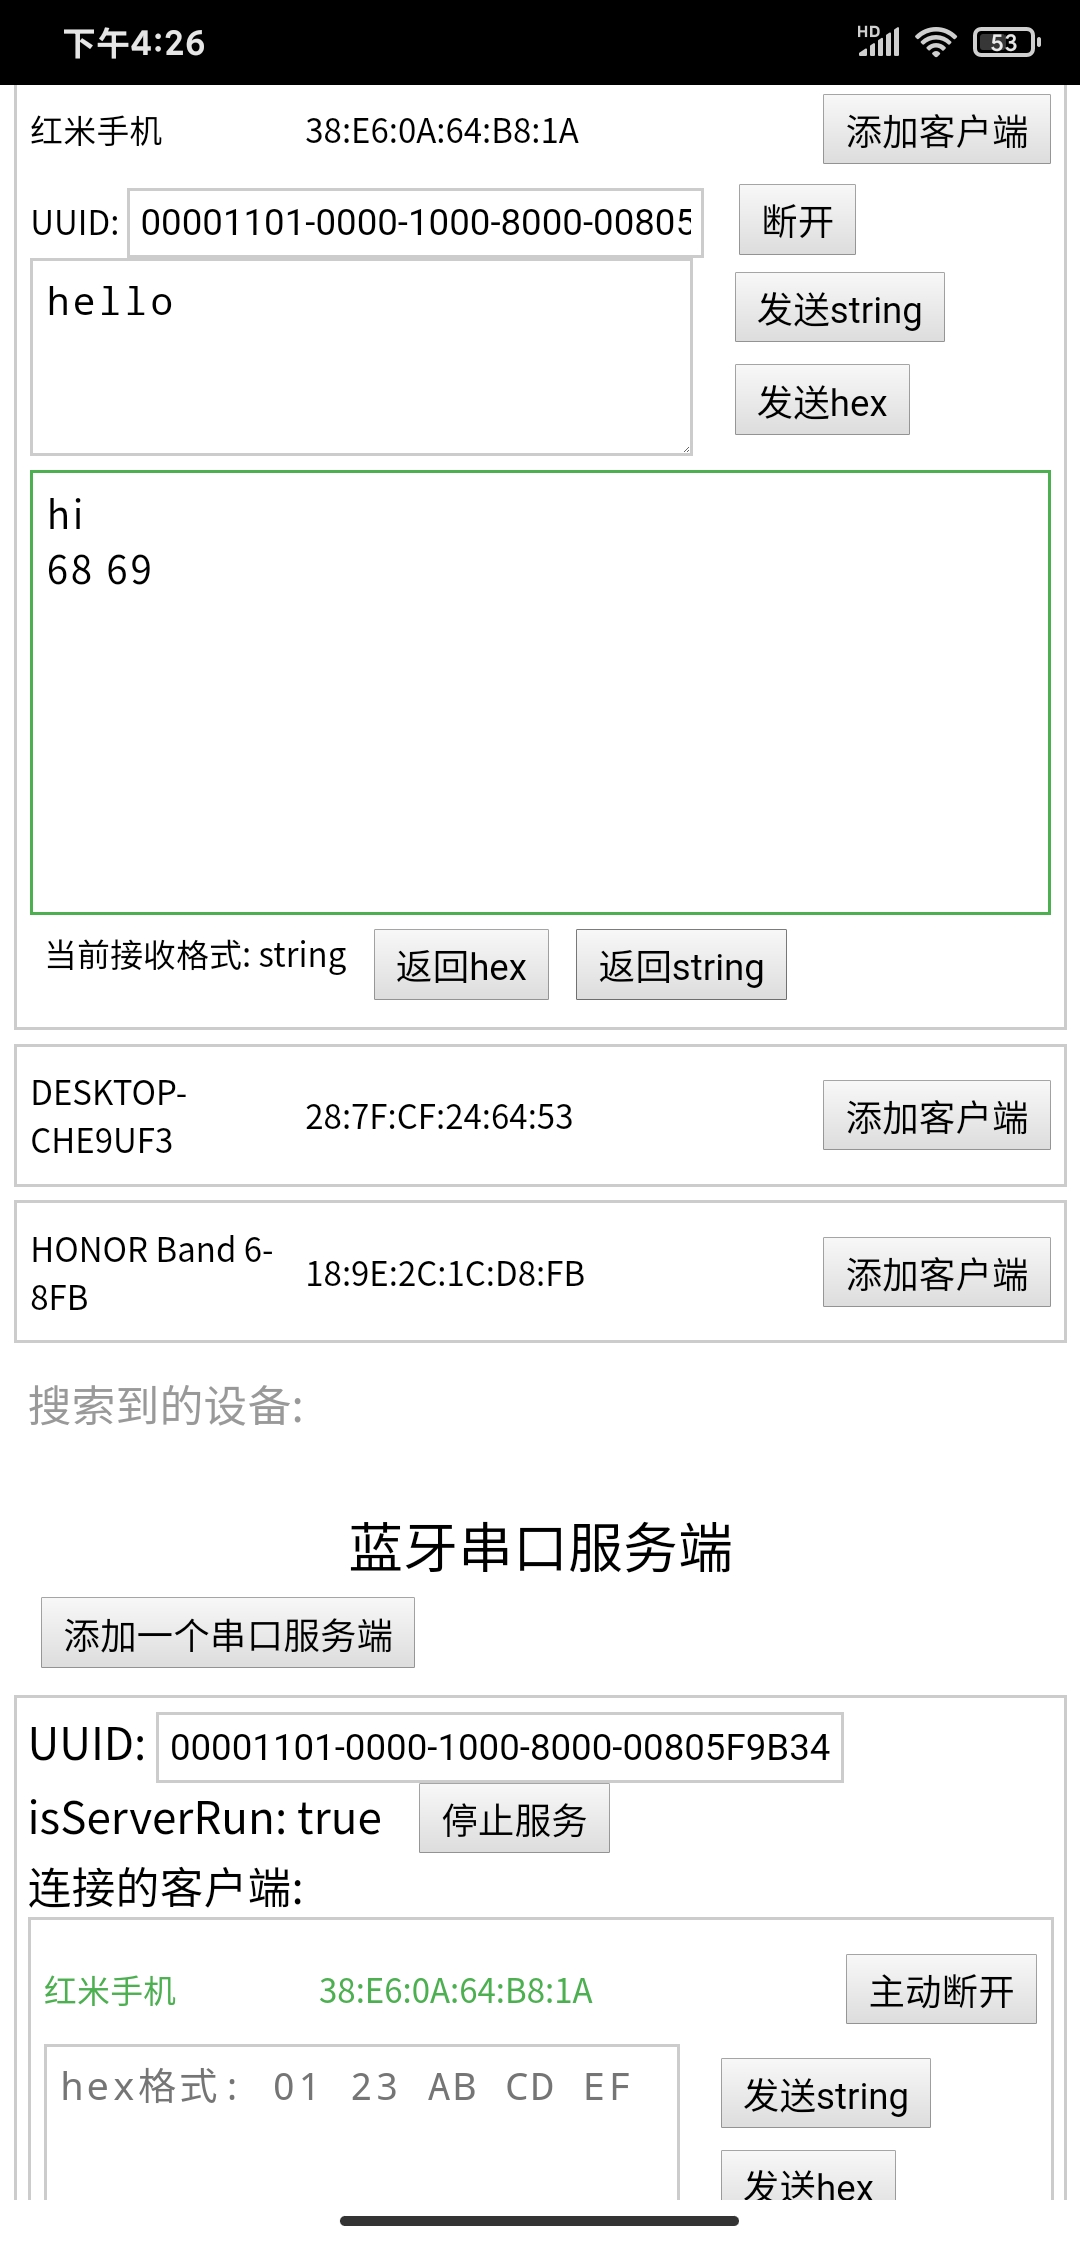 下午4:26
HD
53
红米手机 38:E6:0A:64:B8:1A 添加客户端
UUID: 00001101-0000-1000-8000-00805 断开
hello
发送string
发送hex
hi
68 69
当前接收格式: string 返回hex 返回string
DESKTOP-
CHE9UF3
28:7F:CF:24:64:53
添加客户端
HONOR Band 6-
8FB
18:9E:2C:1C:D8:FB
添加客户端
搜索到的设备:
蓝牙串口服务端
添加一个串口服务端
UUID: 00001101-0000-1000-8000-00805F9B34
isServerRun: true 停止服务
连接的客户端:
红米手机 38:E6:0A:64:B8:1A 主动断开
hex格式: 01 23 AB CD EF
发送string
发送hex